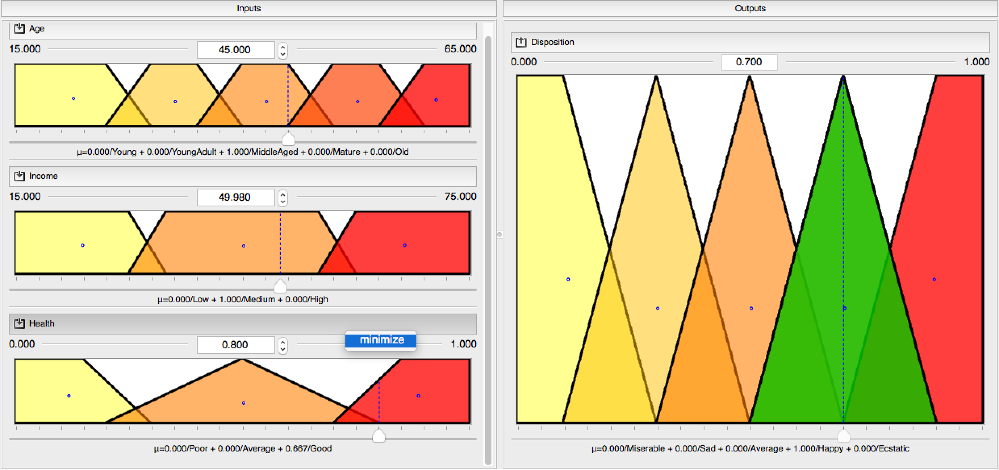 Inputs
Age
15.000 45.000 65.000
μ=0.000/Young + 0.000/YoungAdult + 1.000/MiddleAged + 0.000/Mature + 0.000/Old
Income
15.000 49.980 75.000
μ=0.000/Low + 1.000/Medium + 0.000/High
Health
0.000 0.800 minimize 1.000
μ=0.000/Poor + 0.000/Average + 0.667/Good
Outputs
Disposition
0.000 0.700 1.000
μ=0.000/Miserable + 0.000/Sad + 0.000/Average + 1.000/Happy + 0.000/Ecstatic